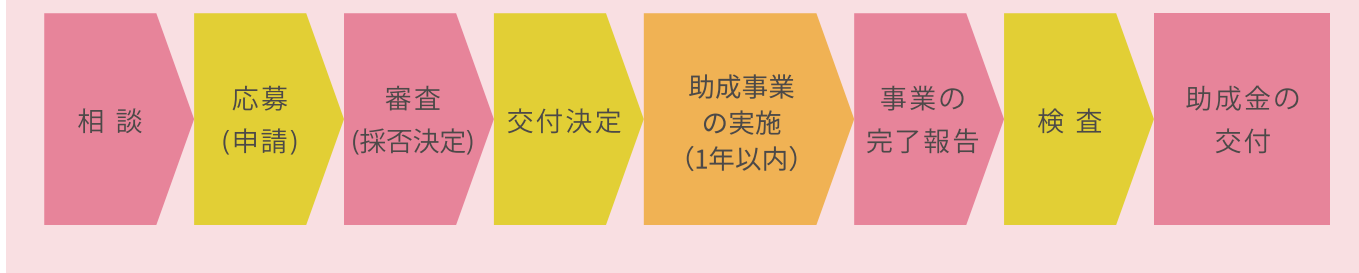 相 談
応募
(申請)
審査
(採否決定)
交付決定
助成事業
の実施
（1年以内）
事業の
完了報告
検 査
助成金の
交付